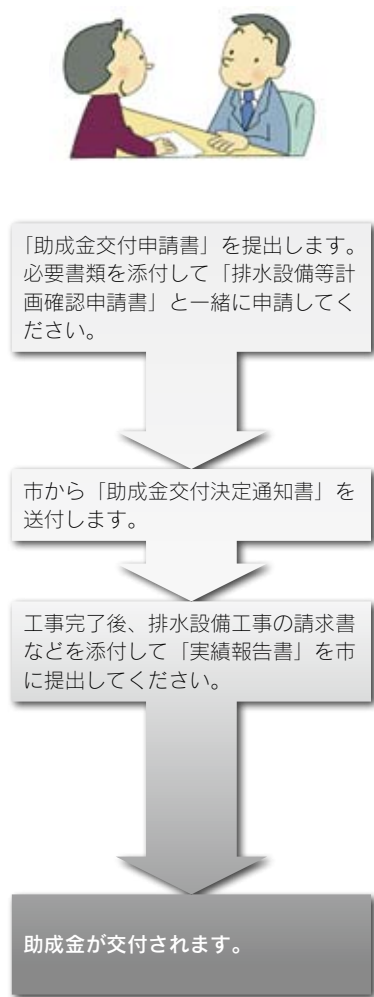 「助成金交付申請書」を提出します。
必要書類を添付して「排水設備等計
画確認申請書」と一緒に申請してく
ださい。
市から「助成金交付決定通知書」を
送付します。
工事完了後、排水設備工事の請求書
などを添付して「実績報告書」を市
に提出してください。
助成金が交付されます。